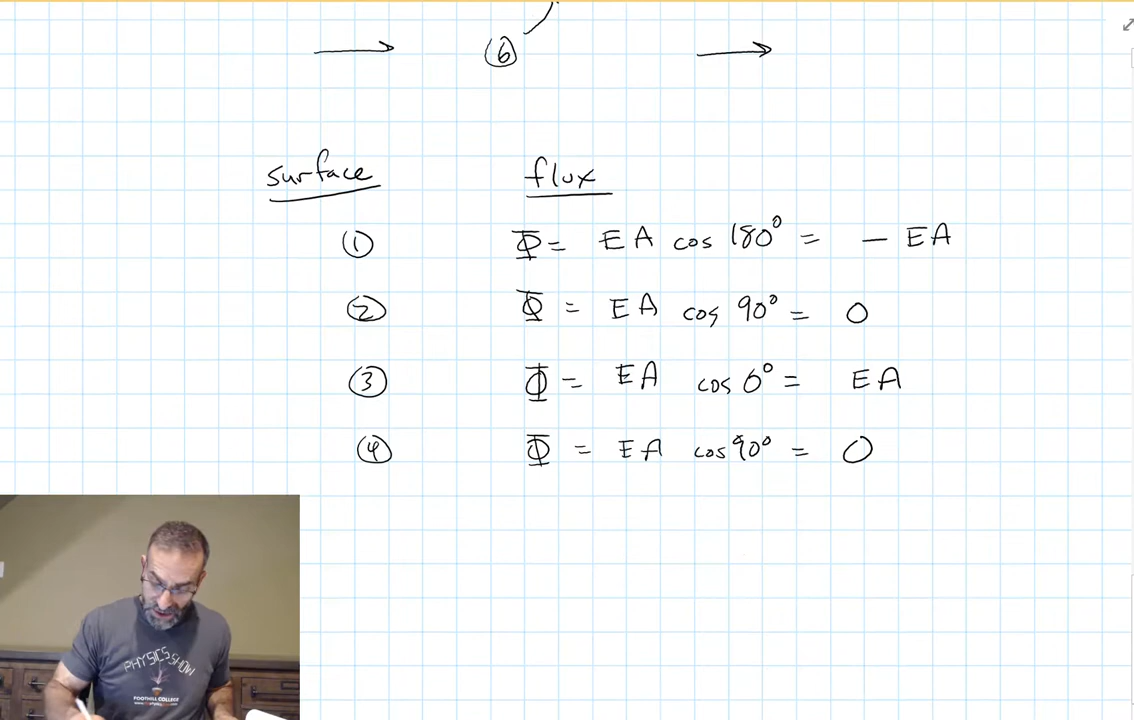 ⑥
surface flux
① Φ = EA cos 180° = - EA
② Φ = EA cos 90° = 0
③ Φ = EA cos 0° = EA
④ Φ = EA cos 90° = 0
PHYSICS SHOW
FOOTHILL COLLEGE